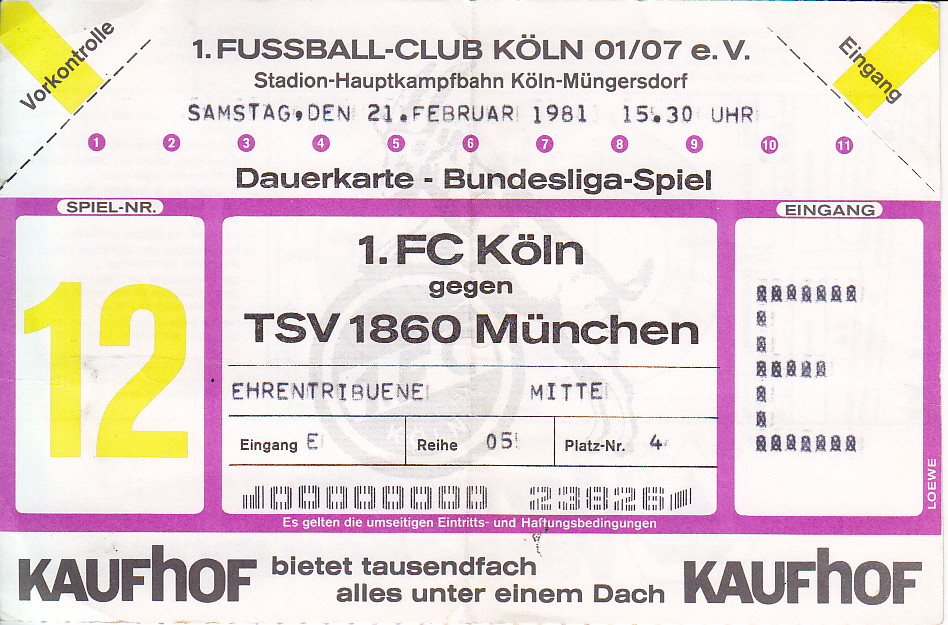 Vorkontrolle
1. FUSSBALL-CLUB KÖLN 01/07 e.V.
Eingang
Stadion-Hauptkampfbahn Köln-Müngersdorf
SAMSTAG,DEN 21.FEBRUAR 1981 15.30 UHR
1 2 3 4 5 6 7 8 9 10 11
Dauerkarte - Bundesliga-Spiel
SPIEL-NR.
12
1.FC Köln
gegen
TSV 1860 München
EHRENTRIBUENE MITTE
Eingang E Reihe 05 Platz-Nr. 4
00000000 23826
Es gelten die umseitigen Eintritts- und Haftungsbedingungen
EINGANG
E
LOEWE
KAUFhOF bietet tausendfach
alles unter einem Dach KAUFhOF